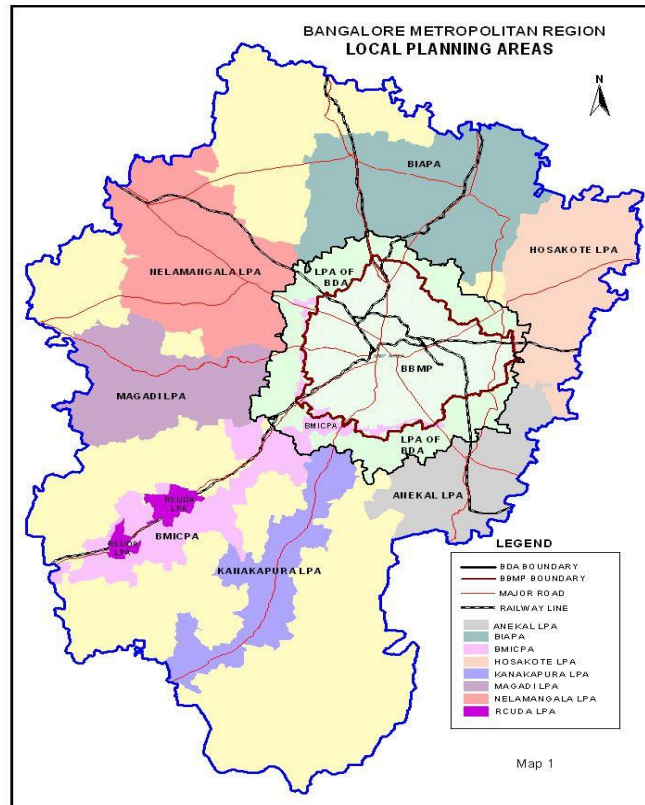 BANGALORE METROPOLITAN REGION
LOCAL PLANNING AREAS
N
BIAPA
HOSAKOTE LPA
NELAMANGALA LPA
LPA OF
BDA
BBMP
MAGADI LPA
BMICPA
LPA OF
BDA
ANEKAL LPA
RSUDA
LPA
RSUDA
LPA
BMICPA
KANAKAPURA LPA
LEGEND
BDA BOUNDARY
BBMP BOUNDARY
MAJOR ROAD
RAILWAY LINE
ANEKAL LPA
BIAPA
BMICPA
HOSAKOTE LPA
KANAKAPURA LPA
MAGADI LPA
NELAMANGALA LPA
RCUDA LPA
Map 1